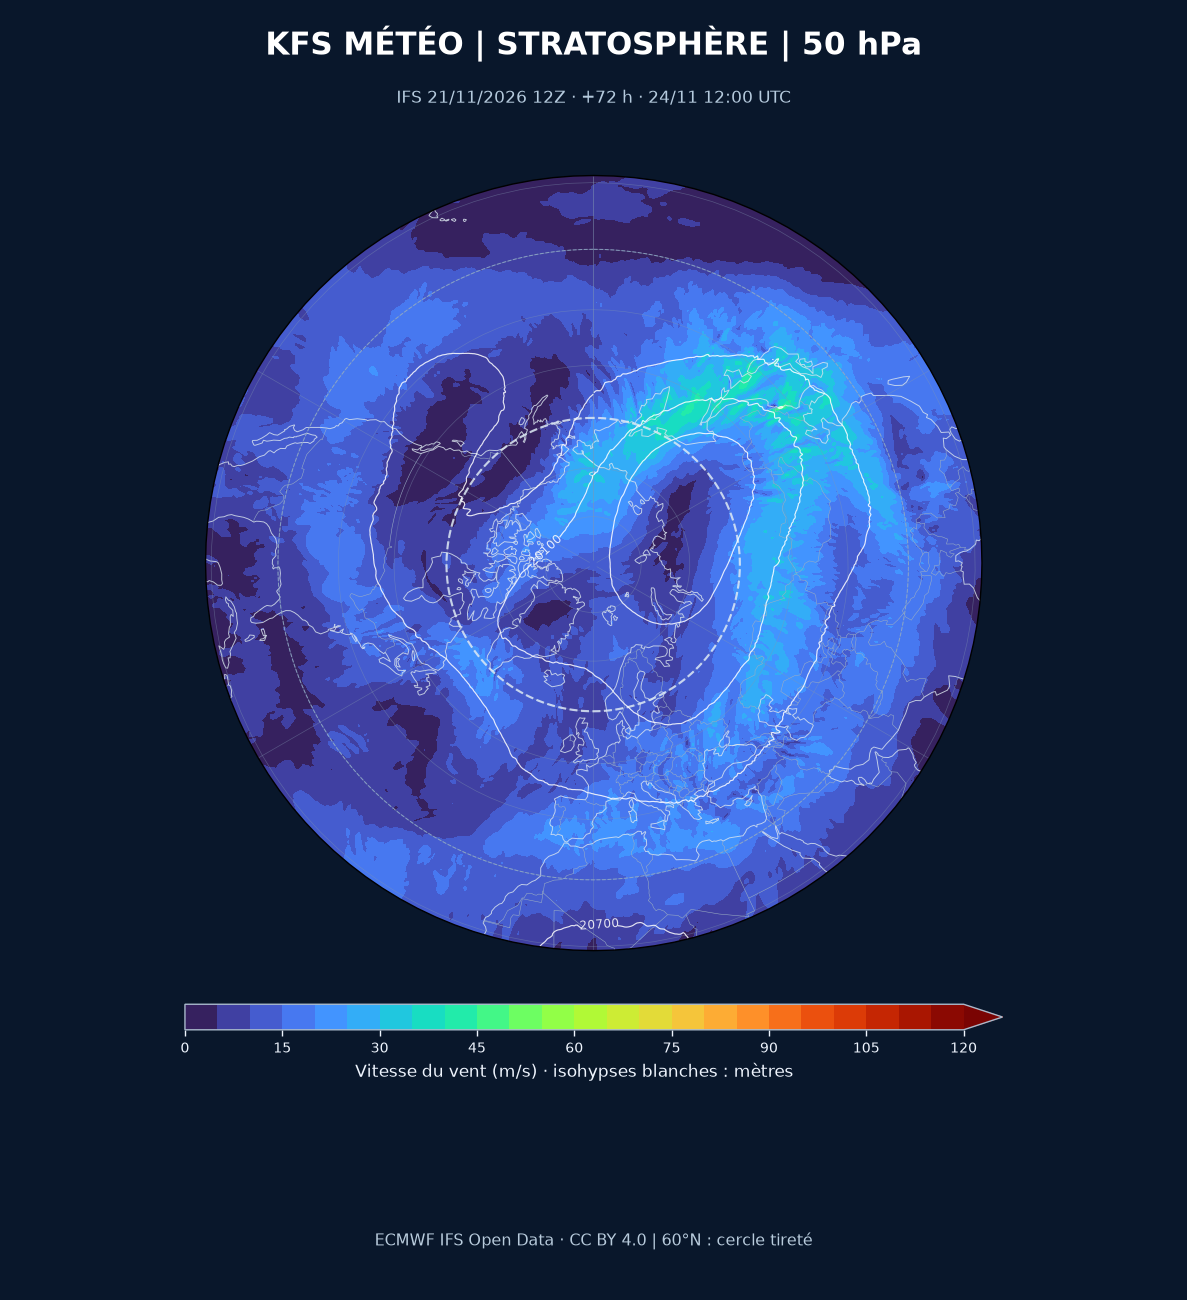 KFS MÉTÉO | STRATOSPHÈRE | 50 hPa
IFS 21/11/2026 12Z · +72 h · 24/11 12:00 UTC
20700
0 15 30 45 60 75 90 105 120
Vitesse du vent (m/s) · isohypses blanches : mètres
ECMWF IFS Open Data · CC BY 4.0 | 60°N : cercle tireté